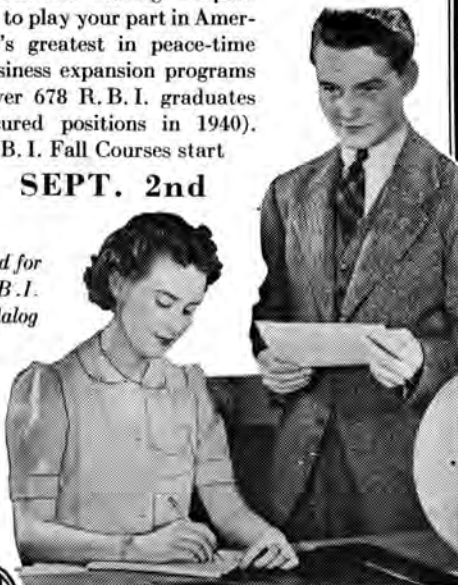 to play your part in Amer-
's greatest in peace-time
siness expansion programs
ver 678 R. B. I. graduates
ured positions in 1940).
B. I. Fall Courses start
SEPT. 2nd
d for
B.I.
alog